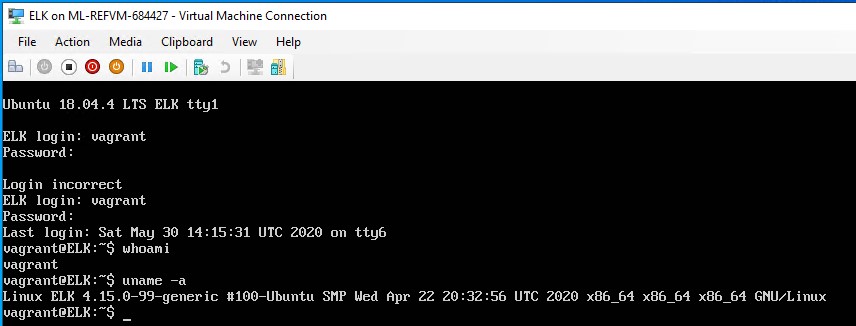 ELK on ML-REFVM-684427 - Virtual Machine Connection
File Action Media Clipboard View Help
Ubuntu 18.04.4 LTS ELK tty1
ELK login: vagrant
Password:
Login incorrect
ELK login: vagrant
Password:
Last login: Sat May 30 14:15:31 UTC 2020 on tty6
vagrant@ELK:~$ whoami
vagrant
vagrant@ELK:~$ uname -a
Linux ELK 4.15.0-99-generic #100-Ubuntu SMP Wed Apr 22 20:32:56 UTC 2020 x86_64 x86_64 x86_64 GNU/Linux
vagrant@ELK:~$ _